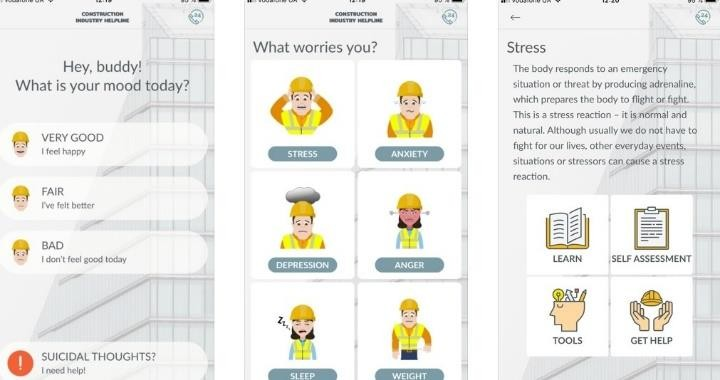 CONSTRUCTION
INDUSTRY HELPLINE
24
Hey, buddy!
What is your mood today?
VERY GOOD
I feel happy
FAIR
I've felt better
BAD
I don't feel good today
!
SUICIDAL THOUGHTS?
I need help!
CONSTRUCTION
INDUSTRY HELPLINE
24
What worries you?
STRESS
ANXIETY
DEPRESSION
ANGER
ZZZ
SLEEP
WEIGHT
←
24
Stress
The body responds to an emergency
situation or threat by producing adrenaline,
which prepares the body to flight or fight.
This is a stress reaction – it is normal and
natural. Although usually we do not have to
fight for our lives, other everyday events,
situations or stressors can cause a stress
reaction.
LEARN
SELF ASSESSMENT
TOOLS
GET HELP